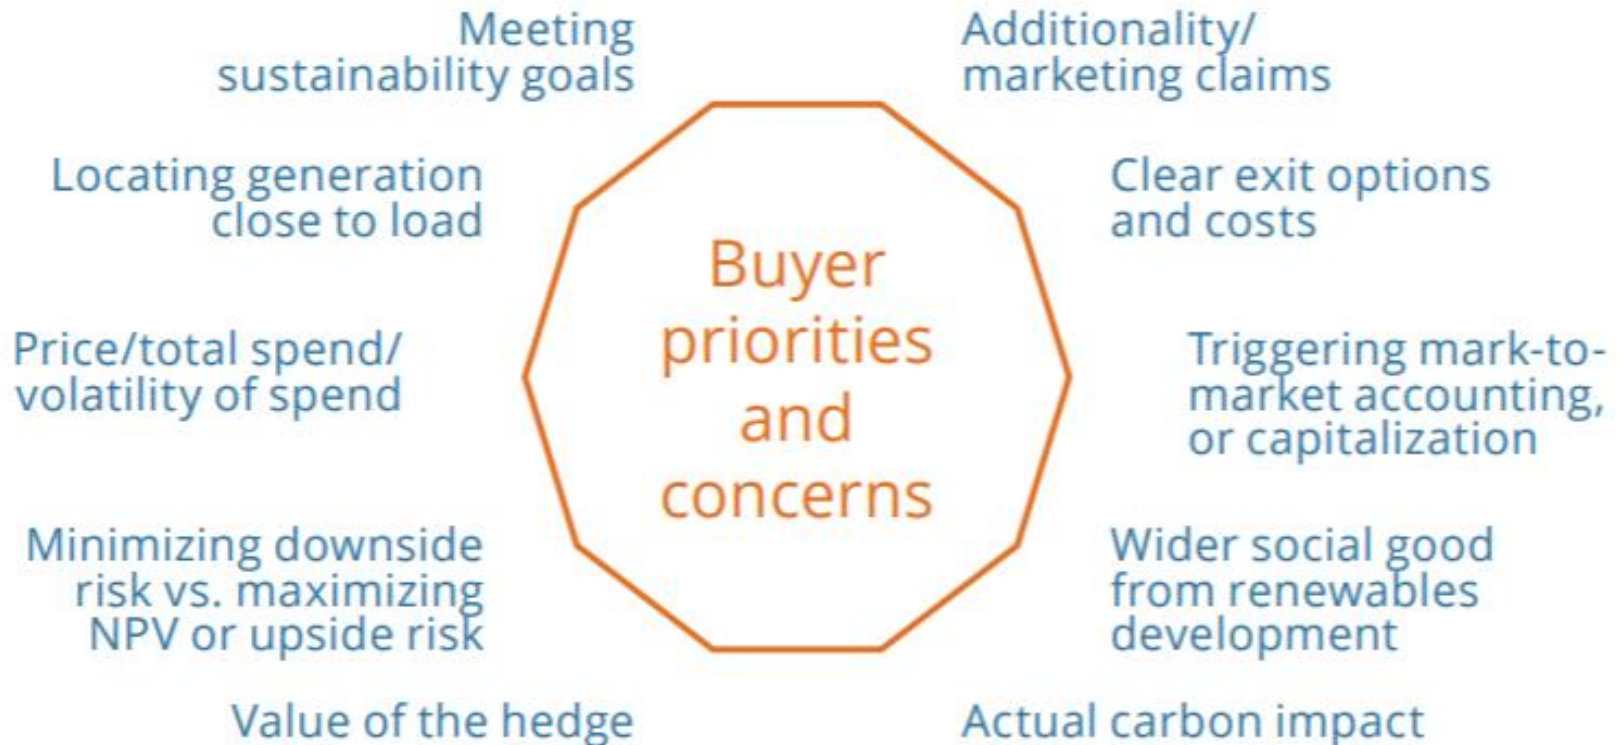 Meeting
sustainability goals
Additionality/
marketing claims
Locating generation
close to load
Clear exit options
and costs
Buyer
priorities
and
concerns
Price/total spend/
volatility of spend
Triggering mark-to-
market accounting,
or capitalization
Minimizing downside
risk vs. maximizing
NPV or upside risk
Wider social good
from renewables
development
Value of the hedge
Actual carbon impact